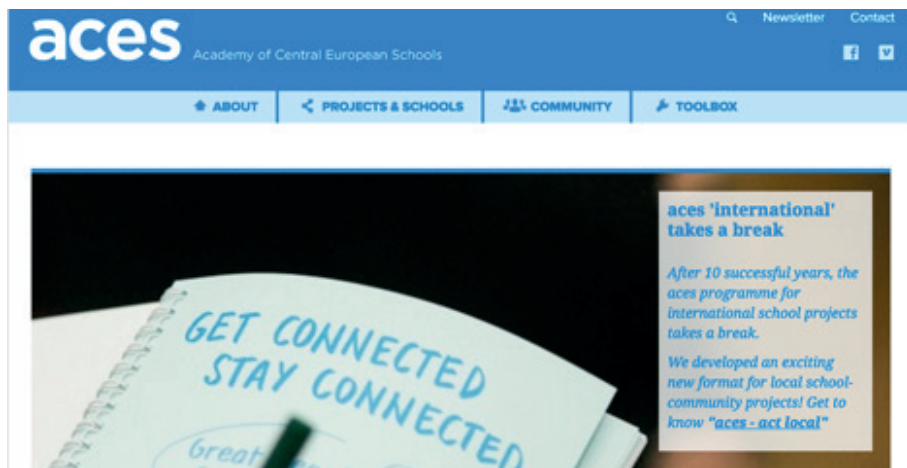 Newsletter Contact
aces Academy of Central European Schools
ABOUT PROJECTS & SCHOOLS COMMUNITY TOOLBOX
aces 'international'
takes a break
After 10 successful years, the
aces programme for
international school projects
takes a break.
We developed an exciting
new format for local school-
community projects! Get to
know "aces - act local"
GET CONNECTED
STAY CONNECTED
Great